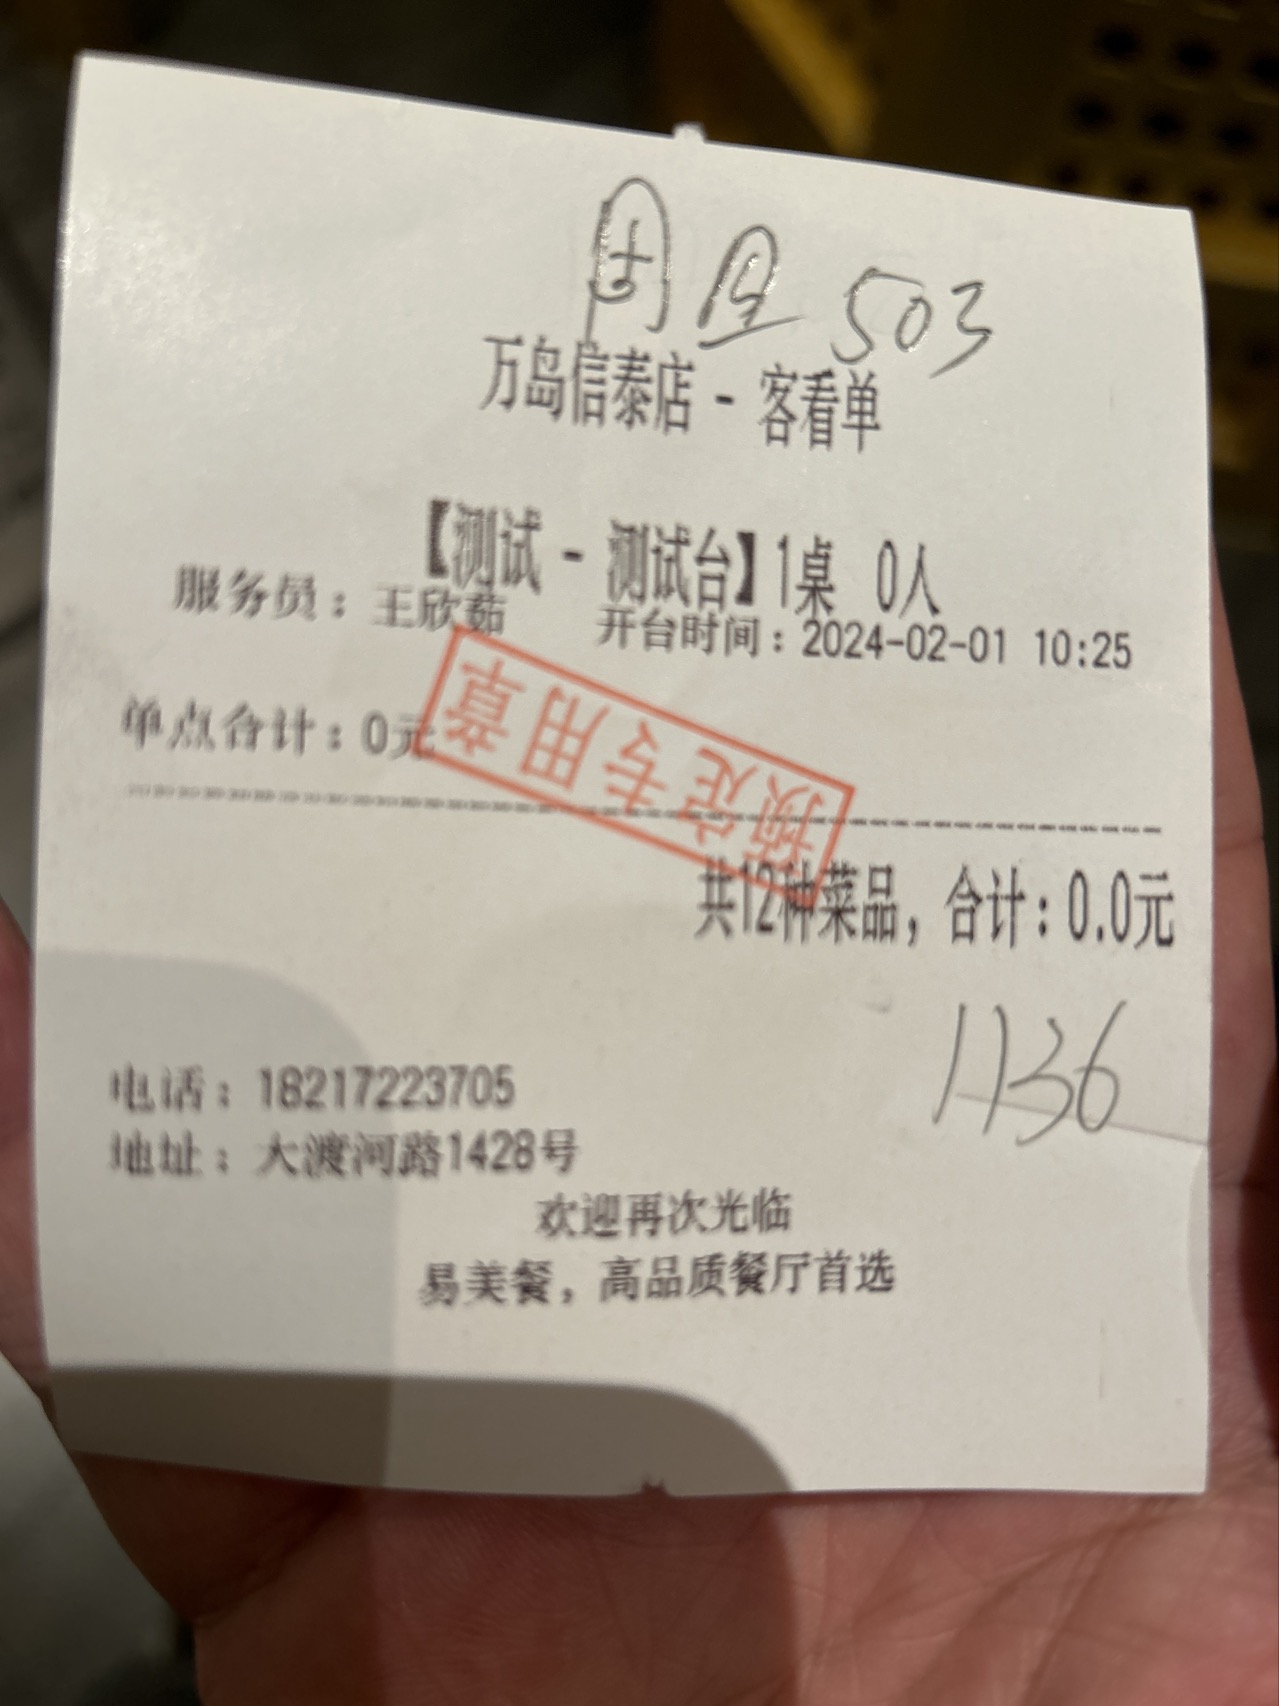 503
万岛信泰店 - 客看单
【测试 - 测试台】1桌 0人
服务员：王欣茹 开台时间：2024-02-01 10:25
单点合计：0元
预定专用章
共12种菜品，合计：0.0元
1136
电话：18217223705
地址：大渡河路1428号
欢迎再次光临
易美餐，高品质餐厅首选